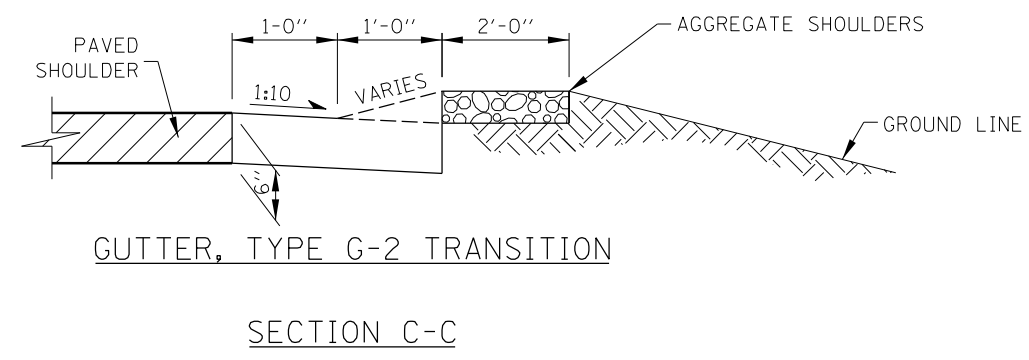 1-0"
1'-0"
2'-0"
AGGREGATE SHOULDERS
PAVED
SHOULDER
1:10
VARIES
GROUND LINE
6"
GUTTER, TYPE G-2 TRANSITION
SECTION C-C